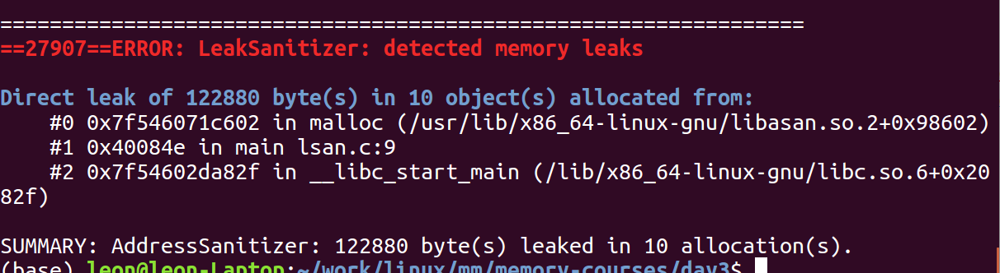 =================================================================
==27907==ERROR: LeakSanitizer: detected memory leaks
Direct leak of 122880 byte(s) in 10 object(s) allocated from:
#0 0x7f546071c602 in malloc (/usr/lib/x86_64-linux-gnu/libasan.so.2+0x98602)
#1 0x40084e in main lsan.c:9
#2 0x7f54602da82f in __libc_start_main (/lib/x86_64-linux-gnu/libc.so.6+0x20
82f)
SUMMARY: AddressSanitizer: 122880 byte(s) leaked in 10 allocation(s).
(base) leon@leon-Laptop:~/work/linux/mm/memory-courses/day3$